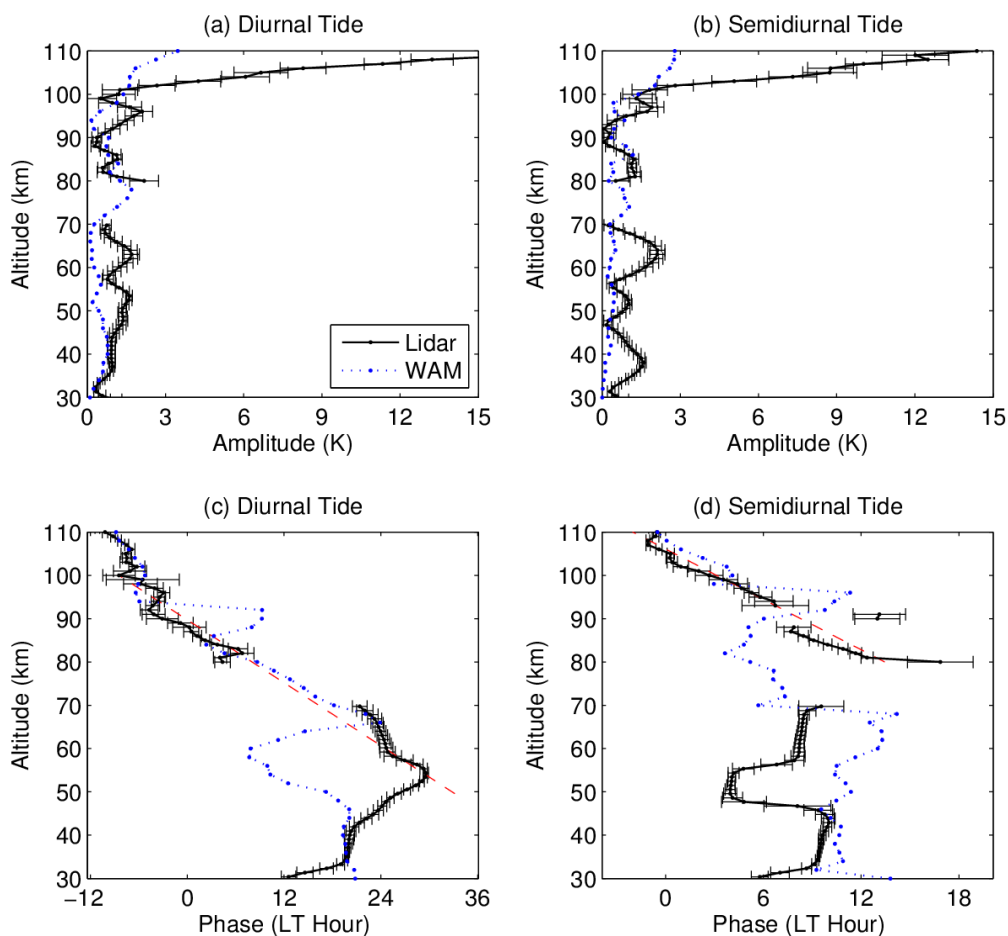 (a) Diurnal Tide
(b) Semidiurnal Tide
110
100
90
80
70
60
50
40
30
Altitude (km)
0 3 6 9 12 15
Amplitude (K)
Lidar
WAM
110
100
90
80
70
60
50
40
30
Altitude (km)
0 3 6 9 12 15
Amplitude (K)
(c) Diurnal Tide
(d) Semidiurnal Tide
110
100
90
80
70
60
50
40
30
Altitude (km)
−12 0 12 24 36
Phase (LT Hour)
110
100
90
80
70
60
50
40
30
Altitude (km)
0 6 12 18
Phase (LT Hour)